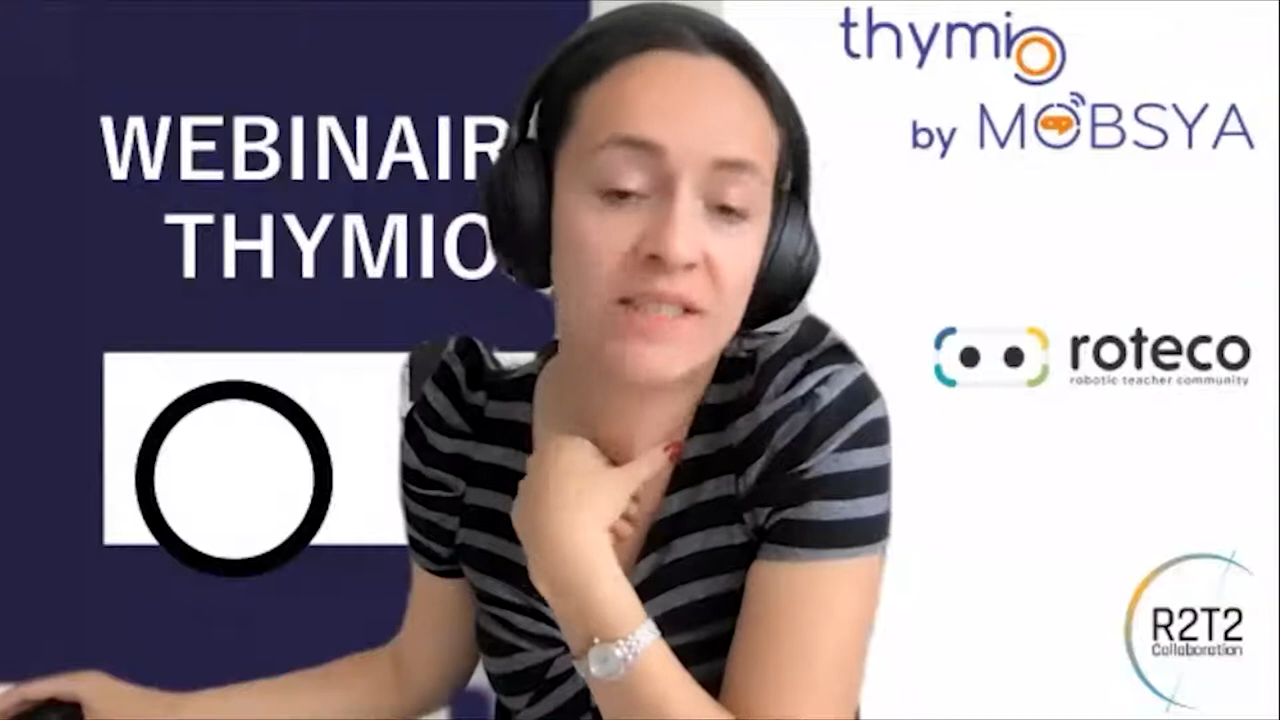 WEBINAIR
THYMIO
thymio
by MOBSYA
roteco
robotic teacher community
R2T2
Collaboration